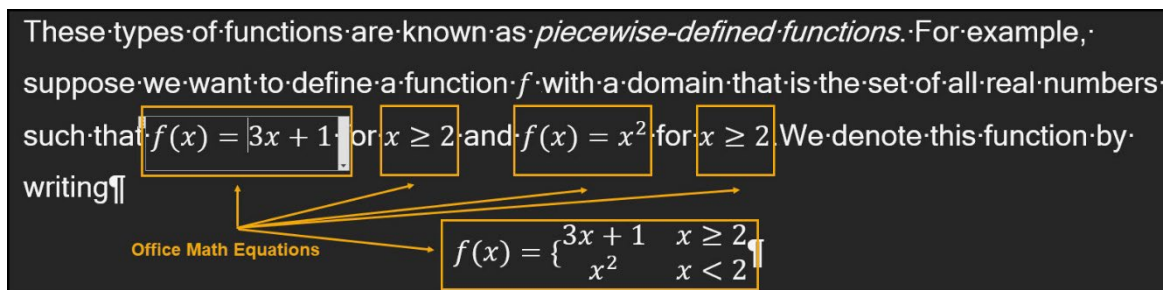 These·types·of·functions·are·known·as·piecewise-defined·functions.·For·example,·
suppose·we·want·to·define·a·function·f·with·a·domain·that·is·the·set·of·all·real·numbers·
such·that·f(x) = 3x + 1·for·x ≥ 2·and·f(x) = x²·for·x ≥ 2.We·denote·this·function·by·
writing¶
Office Math Equations
f(x) = {3x + 1 x ≥ 2
x² x < 2¶